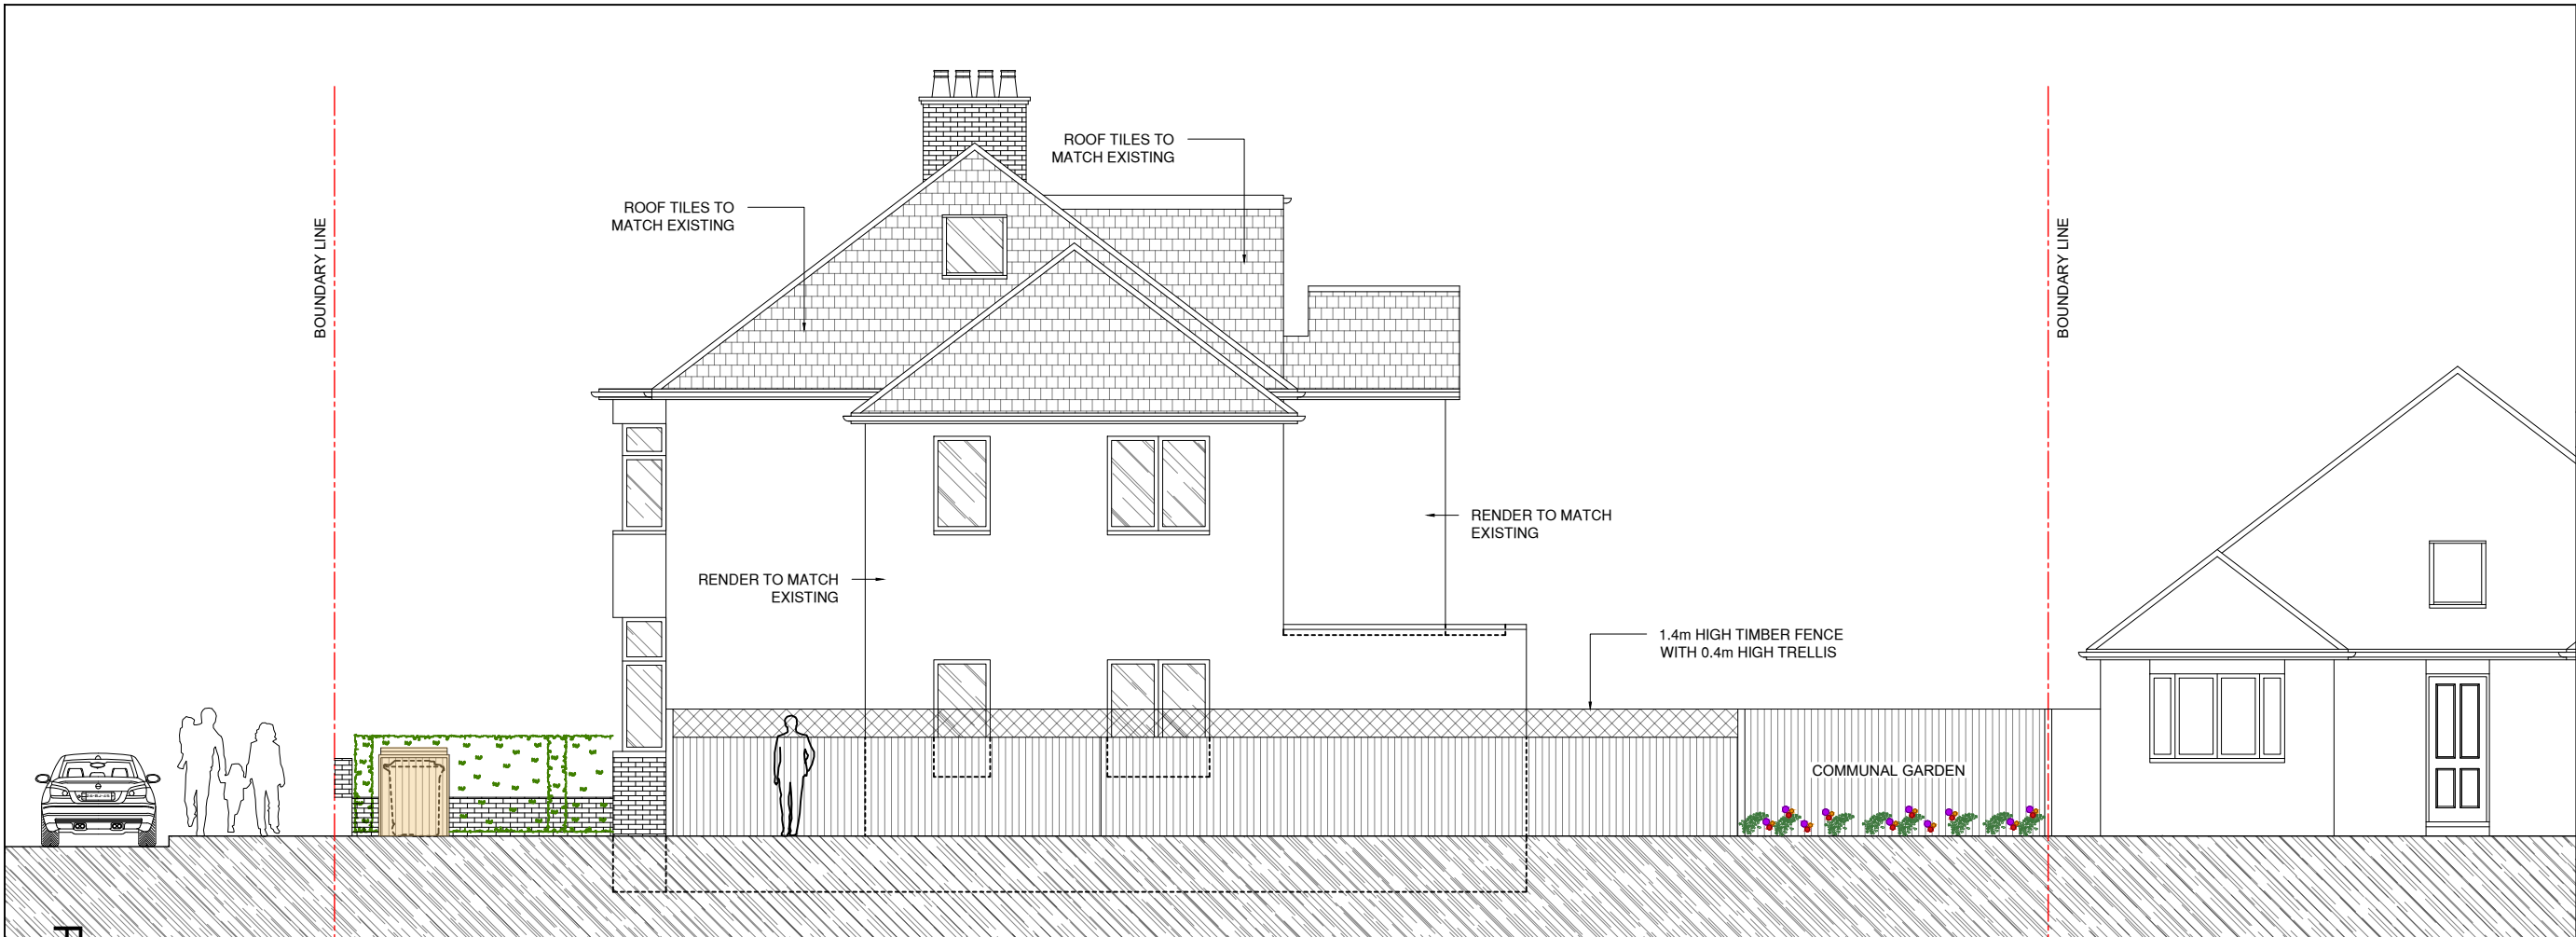 ROOF TILES TO
MATCH EXISTING
ROOF TILES TO
MATCH EXISTING
BOUNDARY LINE
BOUNDARY LINE
RENDER TO MATCH
EXISTING
RENDER TO MATCH
EXISTING
1.4m HIGH TIMBER FENCE
WITH 0.4m HIGH TRELLIS
COMMUNAL GARDEN